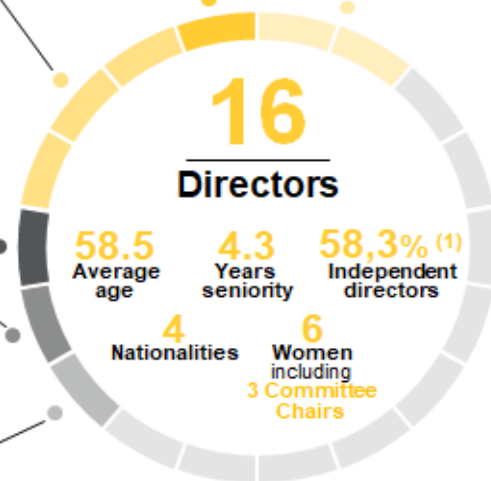 16
Directors
58.5 4.3 58,3% (1)
Average Years Independent
age seniority directors
4 6
Nationalities Women
including
3 Committee
Chairs